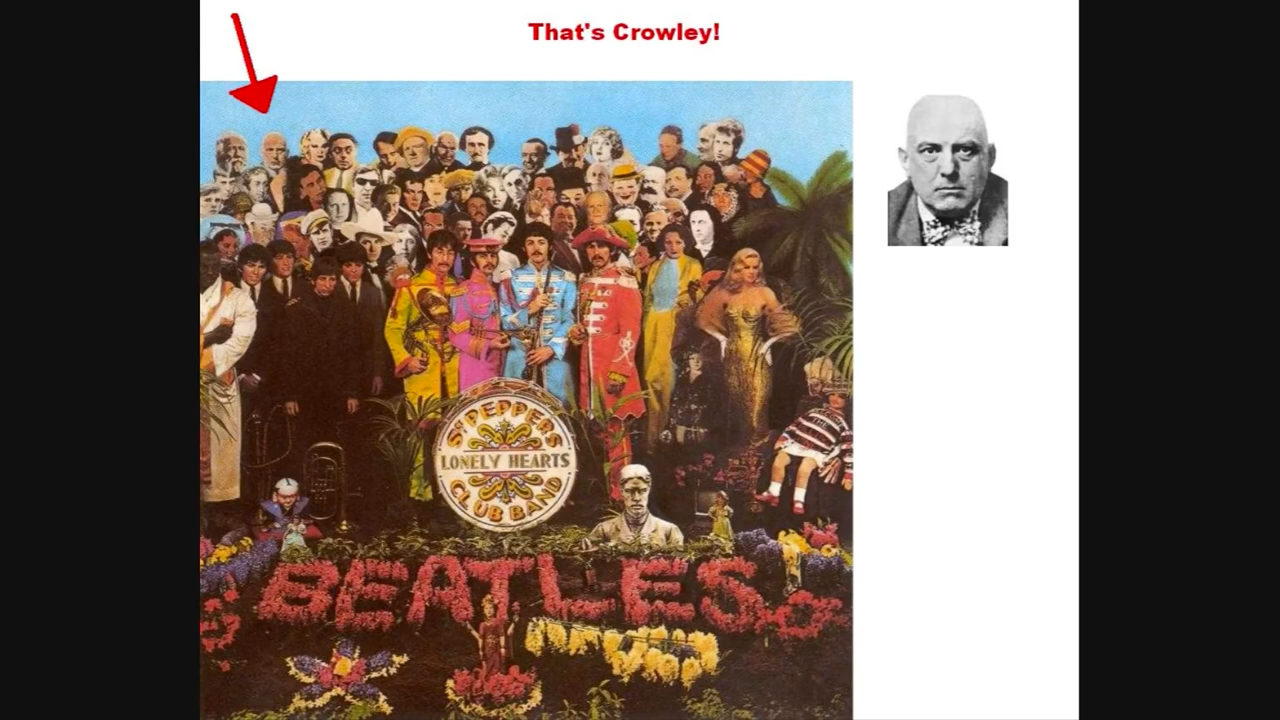 That's Crowley!
SGT PEPPERS
LONELY HEARTS
CLUB BAND
BEATLES